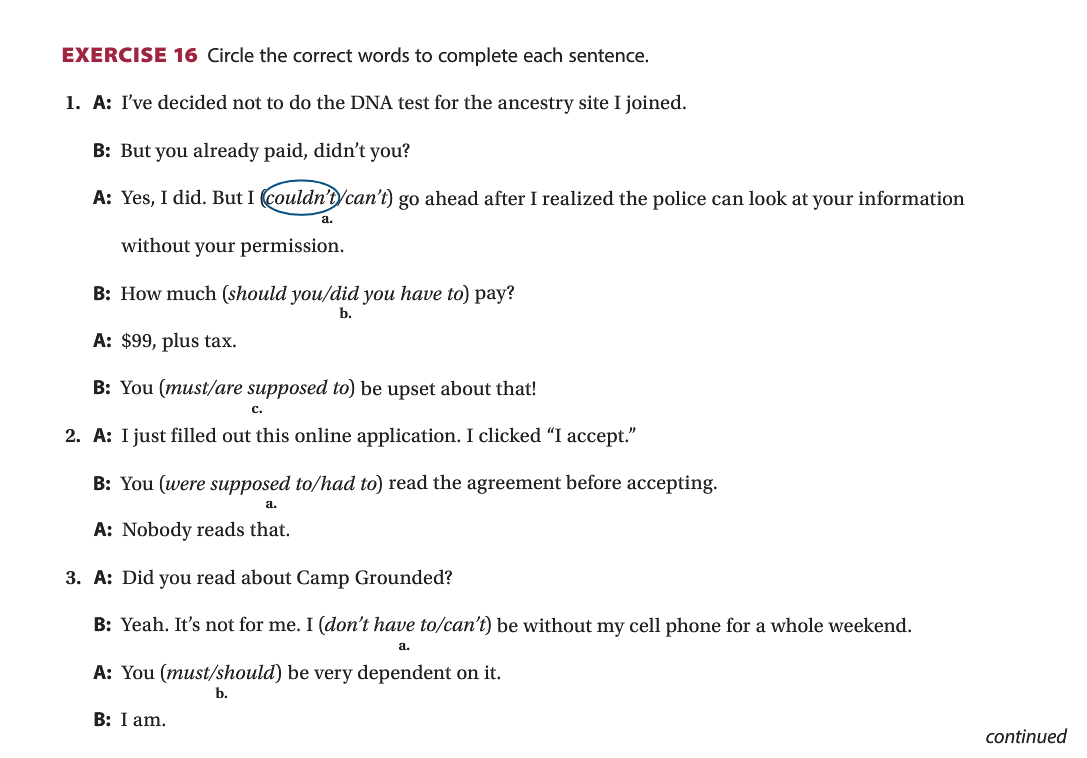 EXERCISE 16 Circle the correct words to complete each sentence.
1. A: I’ve decided not to do the DNA test for the ancestry site I joined.
B: But you already paid, didn’t you?
A: Yes, I did. But I (couldn’t/can’t) go ahead after I realized the police can look at your information
a.
without your permission.
B: How much (should you/did you have to) pay?
b.
A: $99, plus tax.
B: You (must/are supposed to) be upset about that!
c.
2. A: I just filled out this online application. I clicked “I accept.”
B: You (were supposed to/had to) read the agreement before accepting.
a.
A: Nobody reads that.
3. A: Did you read about Camp Grounded?
B: Yeah. It’s not for me. I (don’t have to/can’t) be without my cell phone for a whole weekend.
a.
A: You (must/should) be very dependent on it.
b.
B: I am.
continued